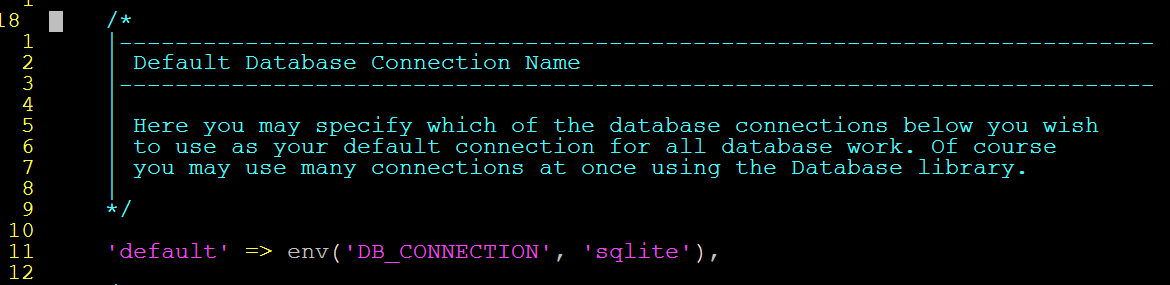 18 /*
1 |--------------------------------------------------------------------------
2 | Default Database Connection Name
3 |--------------------------------------------------------------------------
4 |
5 | Here you may specify which of the database connections below you wish
6 | to use as your default connection for all database work. Of course
7 | you may use many connections at once using the Database library.
8 |
9 */
10
11 'default' => env('DB_CONNECTION', 'sqlite'),
12